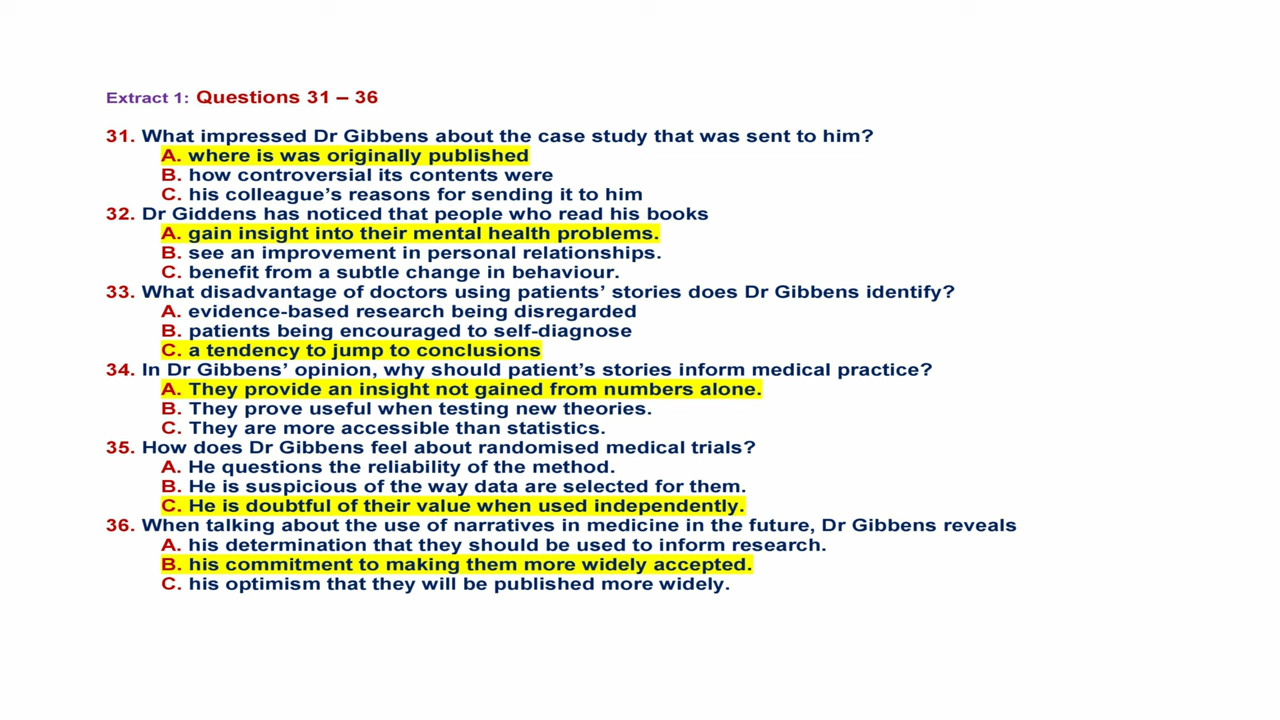 Extract 1: Questions 31 – 36
31. What impressed Dr Gibbens about the case study that was sent to him?
A. where is was originally published
B. how controversial its contents were
C. his colleague’s reasons for sending it to him
32. Dr Giddens has noticed that people who read his books
A. gain insight into their mental health problems.
B. see an improvement in personal relationships.
C. benefit from a subtle change in behaviour.
33. What disadvantage of doctors using patients’ stories does Dr Gibbens identify?
A. evidence-based research being disregarded
B. patients being encouraged to self-diagnose
C. a tendency to jump to conclusions
34. In Dr Gibbens’ opinion, why should patient’s stories inform medical practice?
A. They provide an insight not gained from numbers alone.
B. They prove useful when testing new theories.
C. They are more accessible than statistics.
35. How does Dr Gibbens feel about randomised medical trials?
A. He questions the reliability of the method.
B. He is suspicious of the way data are selected for them.
C. He is doubtful of their value when used independently.
36. When talking about the use of narratives in medicine in the future, Dr Gibbens reveals
A. his determination that they should be used to inform research.
B. his commitment to making them more widely accepted.
C. his optimism that they will be published more widely.